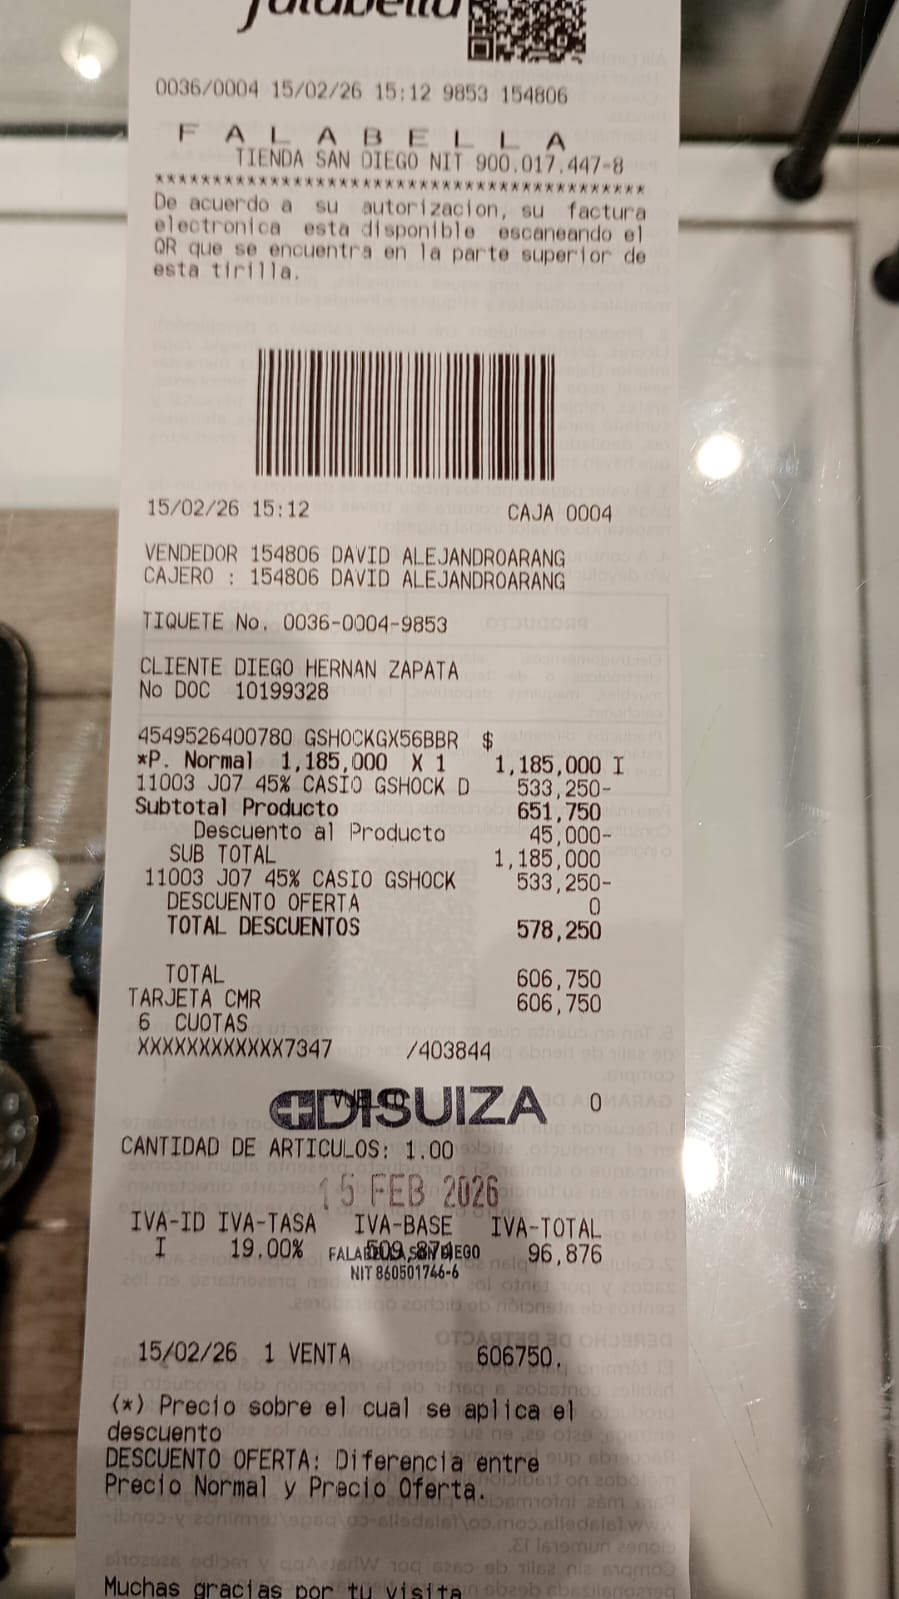 falabella
0036/0004 15/02/26 15:12 9853 154806
F A L A B E L L A
TIENDA SAN DIEGO NIT 900.017.447-8
******************************************
De acuerdo a su autorizacion, su factura
electronica esta disponible escaneando el
QR que se encuentra en la parte superior de
esta tirilla.
15/02/26 15:12 CAJA 0004
VENDEDOR 154806 DAVID ALEJANDROARANG
CAJERO : 154806 DAVID ALEJANDROARANG
TIQUETE No. 0036-0004-9853
CLIENTE DIEGO HERNAN ZAPATA
No DOC 10199328
4549526400780 GSHOCKGX56BBR $
*P. Normal 1,185,000 X 1 1,185,000 I
11003 J07 45% CASIO GSHOCK D 533,250-
Subtotal Producto 651,750
Descuento al Producto 45,000-
SUB TOTAL 1,185,000
11003 J07 45% CASIO GSHOCK 533,250-
DESCUENTO OFERTA 0
TOTAL DESCUENTOS 578,250
TOTAL 606,750
TARJETA CMR 606,750
6 CUOTAS
XXXXXXXXXXXX7347 /403844
DISUIZA 0
CANTIDAD DE ARTICULOS: 1.00
15 FEB 2026
IVA-ID IVA-TASA IVA-BASE IVA-TOTAL
I 19.00% 509,874 96,876
FALABELLA SAN DIEGO
NIT 860501746-6
15/02/26 1 VENTA 606750.
(*) Precio sobre el cual se aplica el
descuento
DESCUENTO OFERTA: Diferencia entre
Precio Normal y Precio Oferta.
Muchas gracias por tu visita